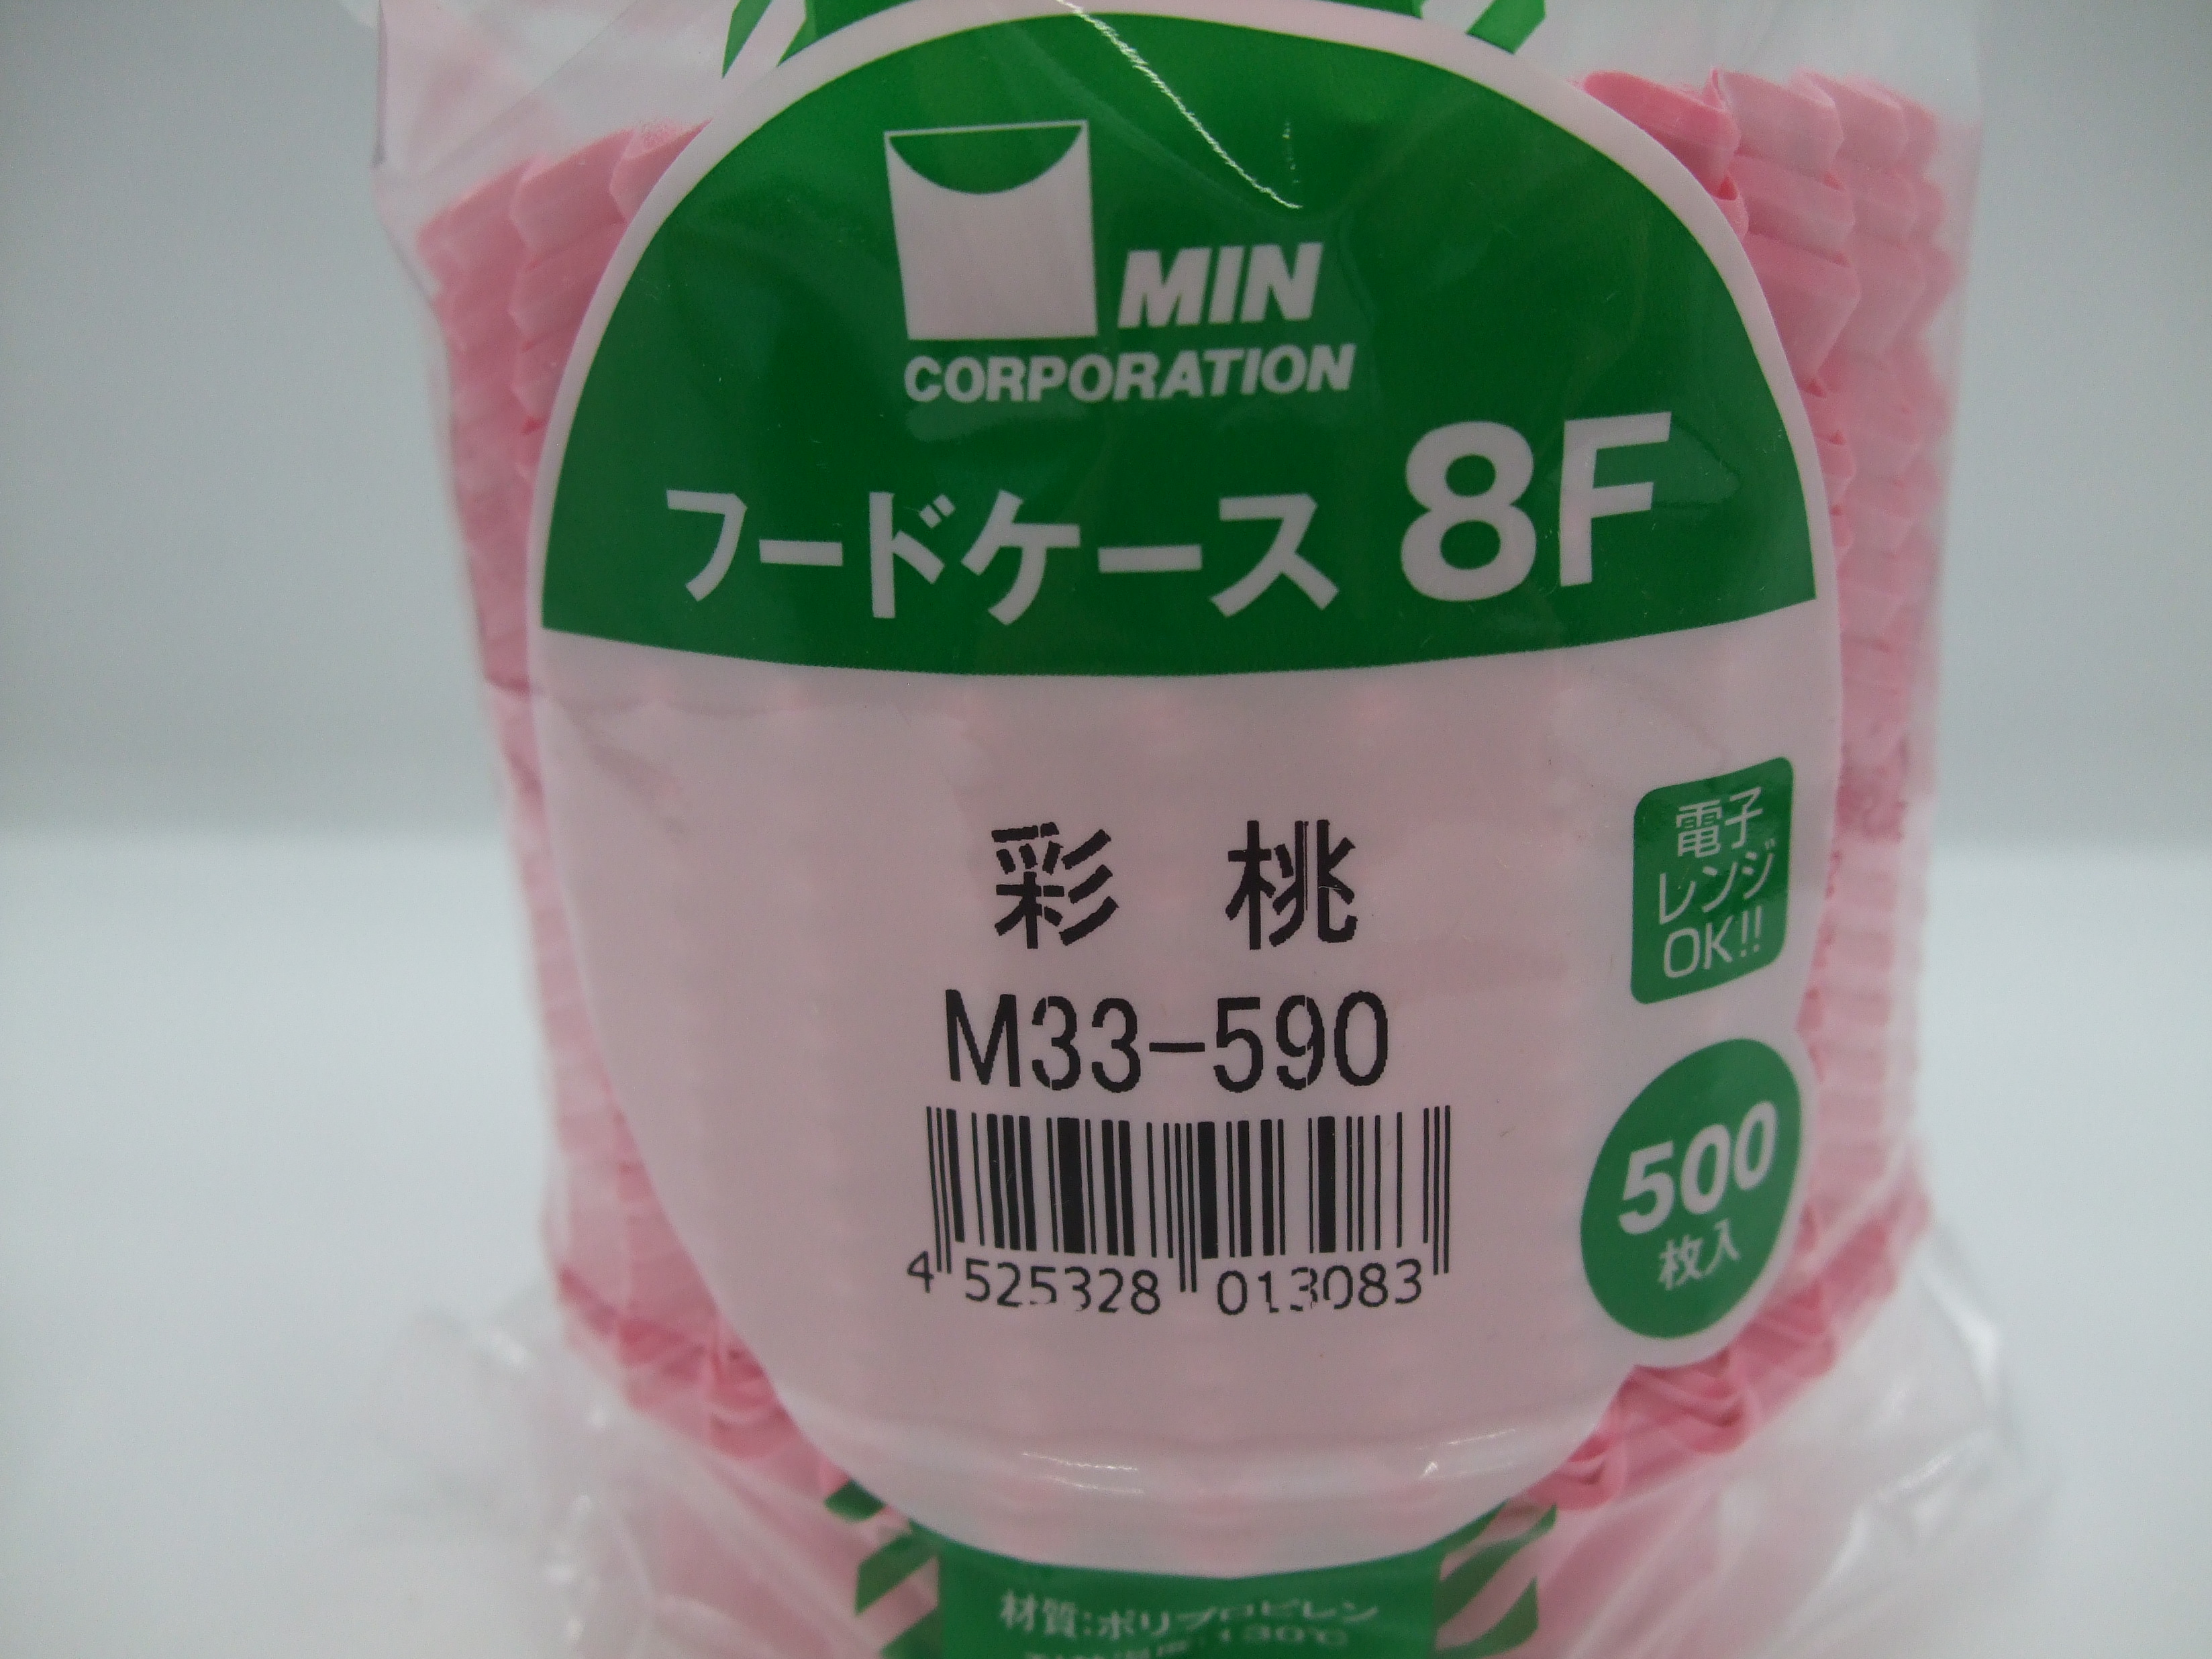 MIN
CORPORATION
フードケース 8F
彩 桃
M33-590
4 525328 013083
電子
レンジ
OK!!
500
枚入
材質:ポリプロピレン